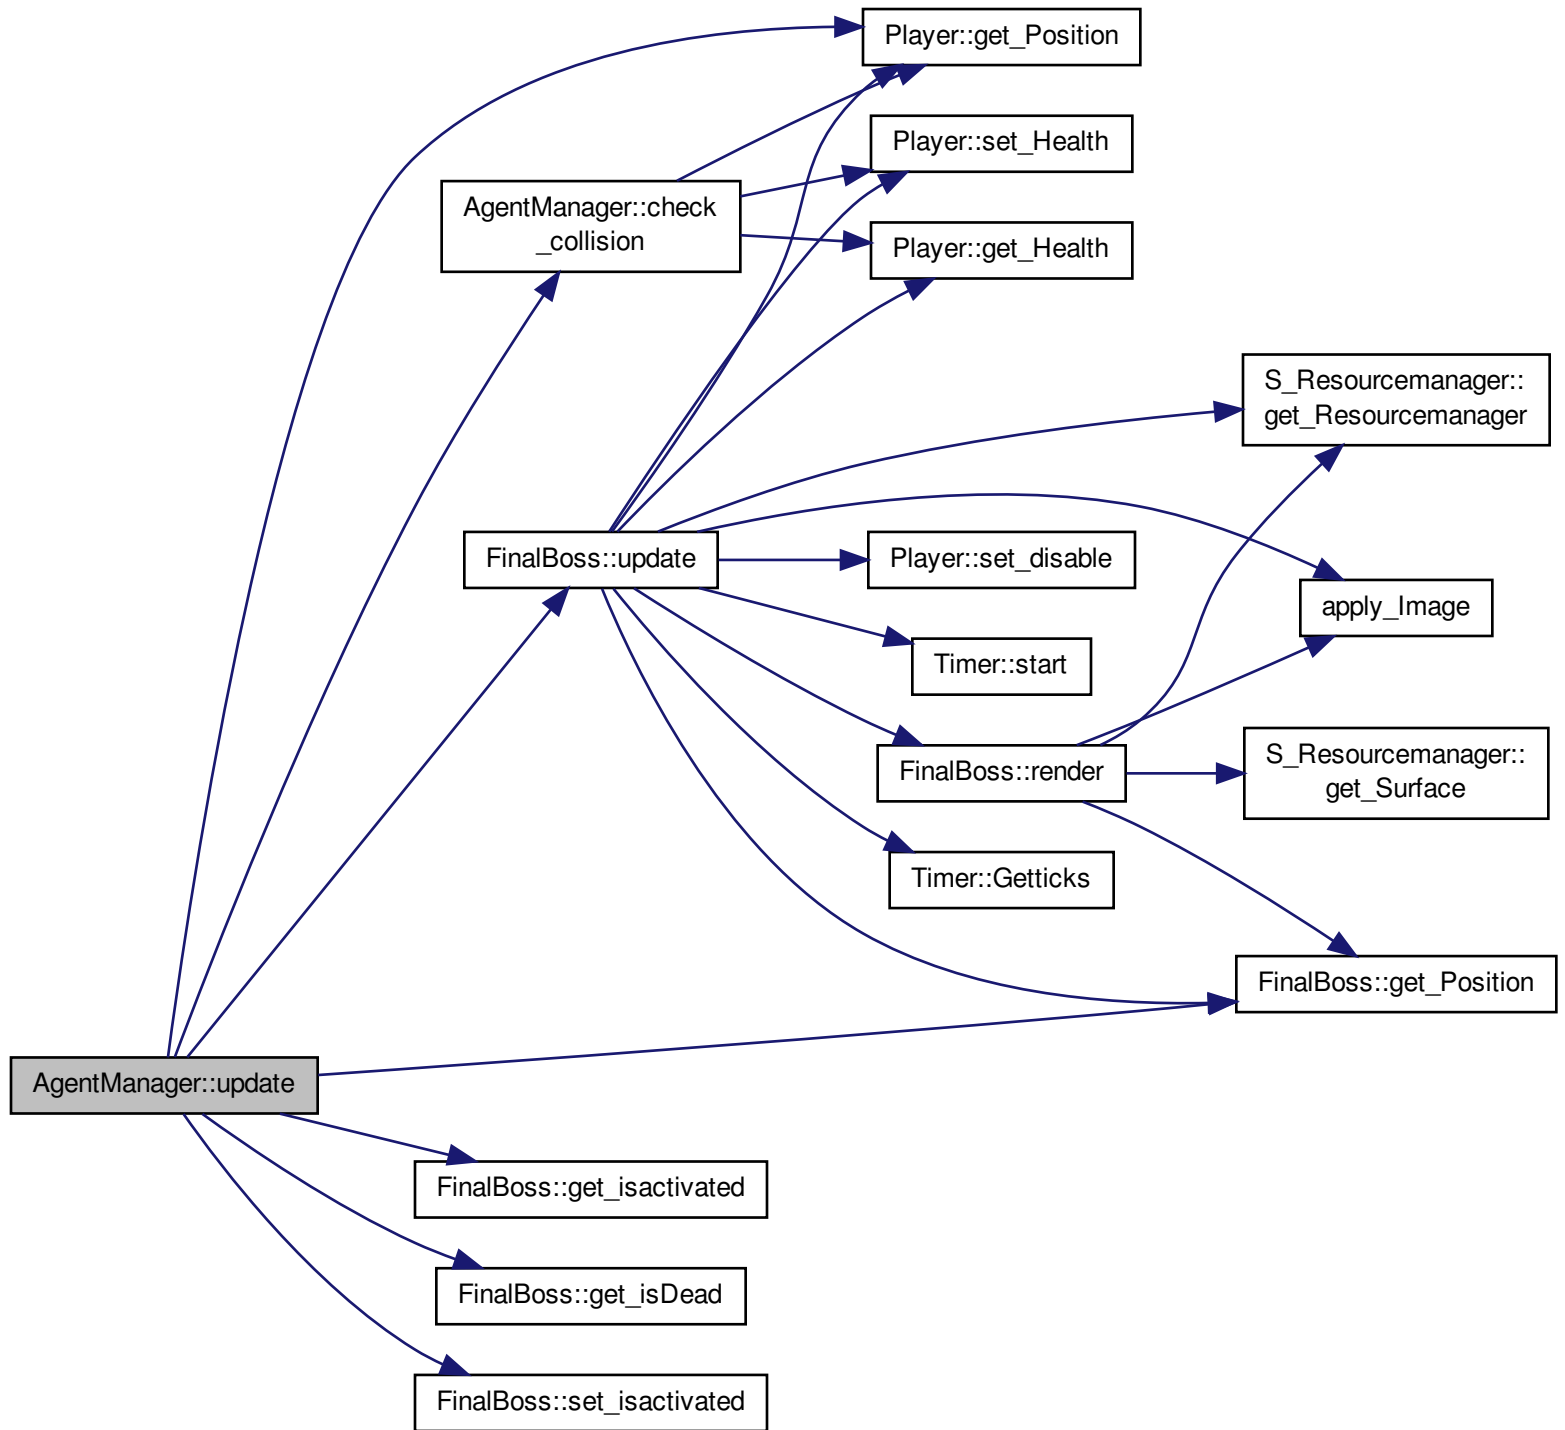 Player::get_Position
Player::set_Health
AgentManager::check
_collision
Player::get_Health
S_Resourcemanager::
get_Resourcemanager
FinalBoss::update
Player::set_disable
apply_Image
Timer::start
FinalBoss::render
S_Resourcemanager::
get_Surface
Timer::Getticks
FinalBoss::get_Position
AgentManager::update
FinalBoss::get_isactivated
FinalBoss::get_isDead
FinalBoss::set_isactivated